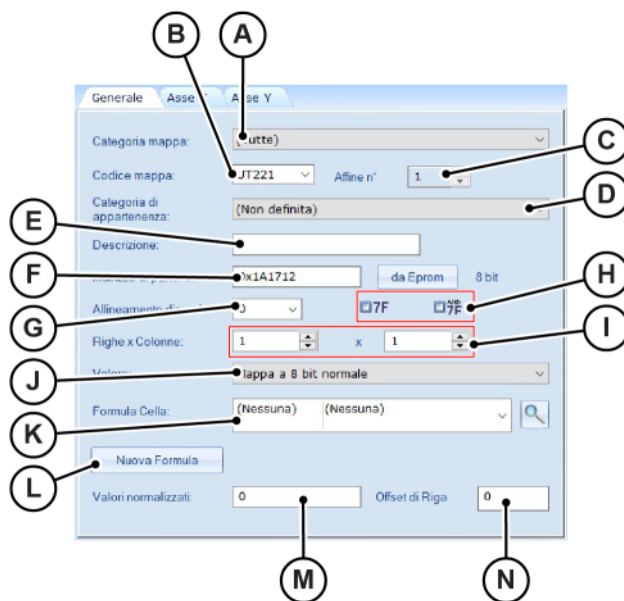 B A
Generale Asse Asse Y
Categoria mappa: (Tutte)
C
Codice mappa: UT221 Affine n° 1
Categoria di
appartenenza: (Non definita)
D
E
Descrizione:
F
0x1A1712 da Eprom 8 bit
H
G
Allineamento 0 7F 7F
Righe x Colonne: 1 x 1
I
J
Mappa a 8 bit normale
Formula Cella: (Nessuna) (Nessuna)
K
Nuova Formula
L
Valori normalizzati: 0 Offset di Riga 0
M N